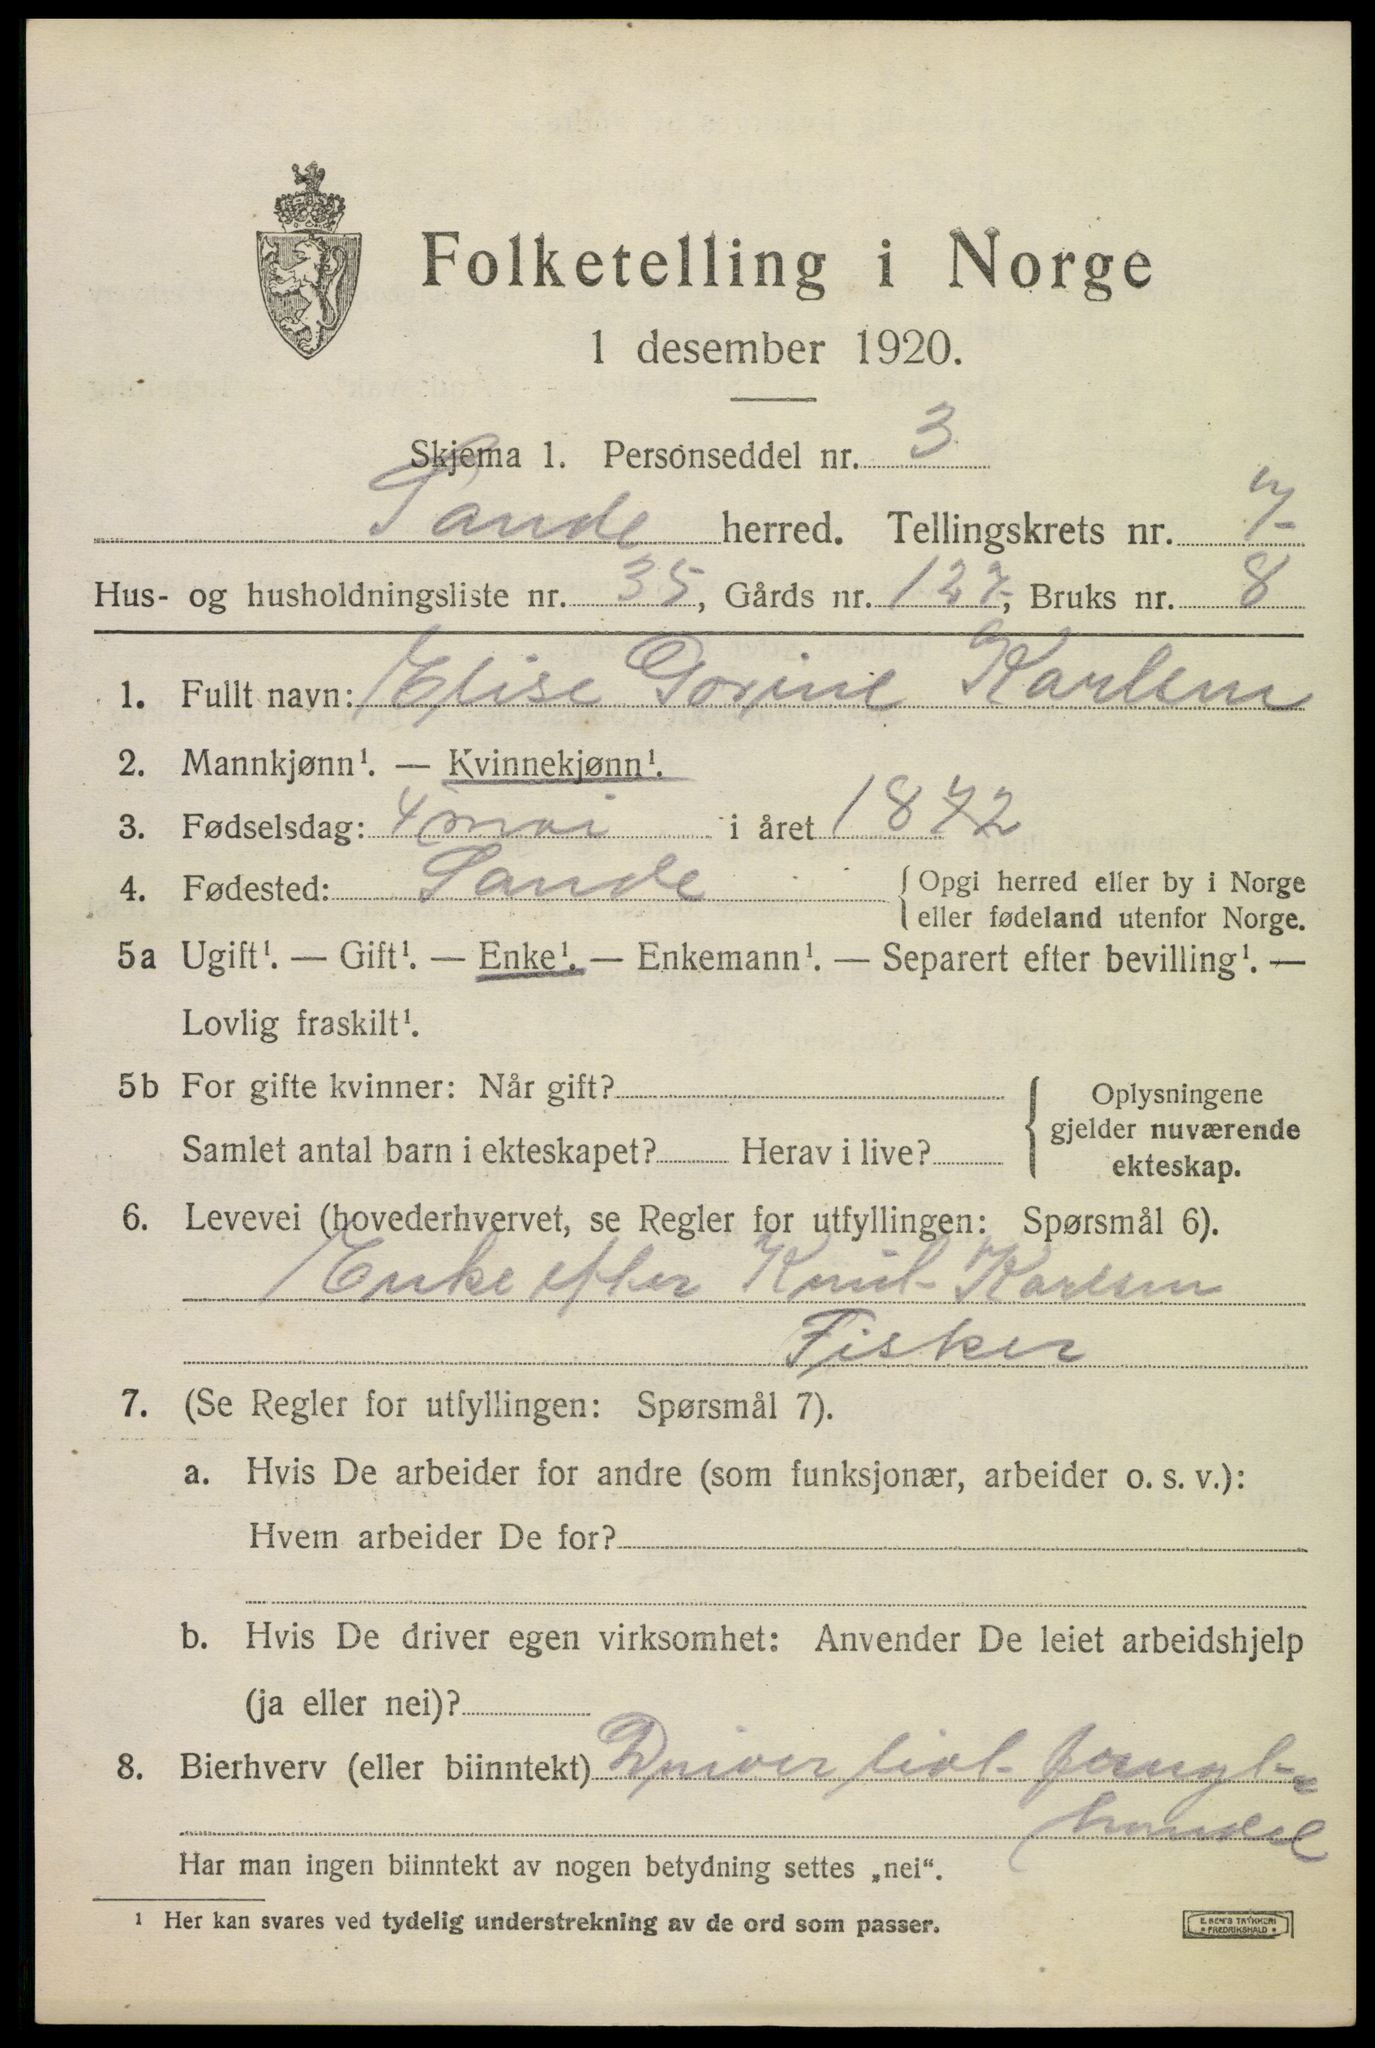 Folketelling i Norge
1 desember 1920.
Skjema 1. Personseddel nr. 3
Sande herred. Tellingskrets nr. 7
Hus- og husholdningsliste nr. 35, Gårds nr. 127, Bruks nr. 8
1. Fullt navn: Elise Karlsen
2. Mannkjønn¹. — Kvinnekjønn¹.
3. Fødselsdag: 4 mai i året 1872
4. Fødested: Sande { Opgi herred eller by i Norge
eller fødeland utenfor Norge.
5a Ugift¹. — Gift¹. — Enke¹. — Enkemann¹. — Separert efter bevilling¹. —
Lovlig fraskilt¹.
5b For gifte kvinner: Når gift?
Samlet antal barn i ekteskapet? Herav i live?
{ Oplysningene
gjelder nuværende
ekteskap.
6. Levevei (hovederhvervet, se Regler for utfyllingen: Spørsmål 6).
Enke efter Karlsen
Fisker
7. (Se Regler for utfyllingen: Spørsmål 7).
a. Hvis De arbeider for andre (som funksjonær, arbeider o. s. v.):
Hvem arbeider De for?
b. Hvis De driver egen virksomhet: Anvender De leiet arbeidshjelp
(ja eller nei)?
8. Bierhverv (eller biinntekt) Driver
handel
Har man ingen biinntekt av nogen betydning settes „nei“.
¹ Her kan svares ved tydelig understrekning av de ord som passer.
E. SEM'S TRYKKERI
* FREDRIKSHALD *